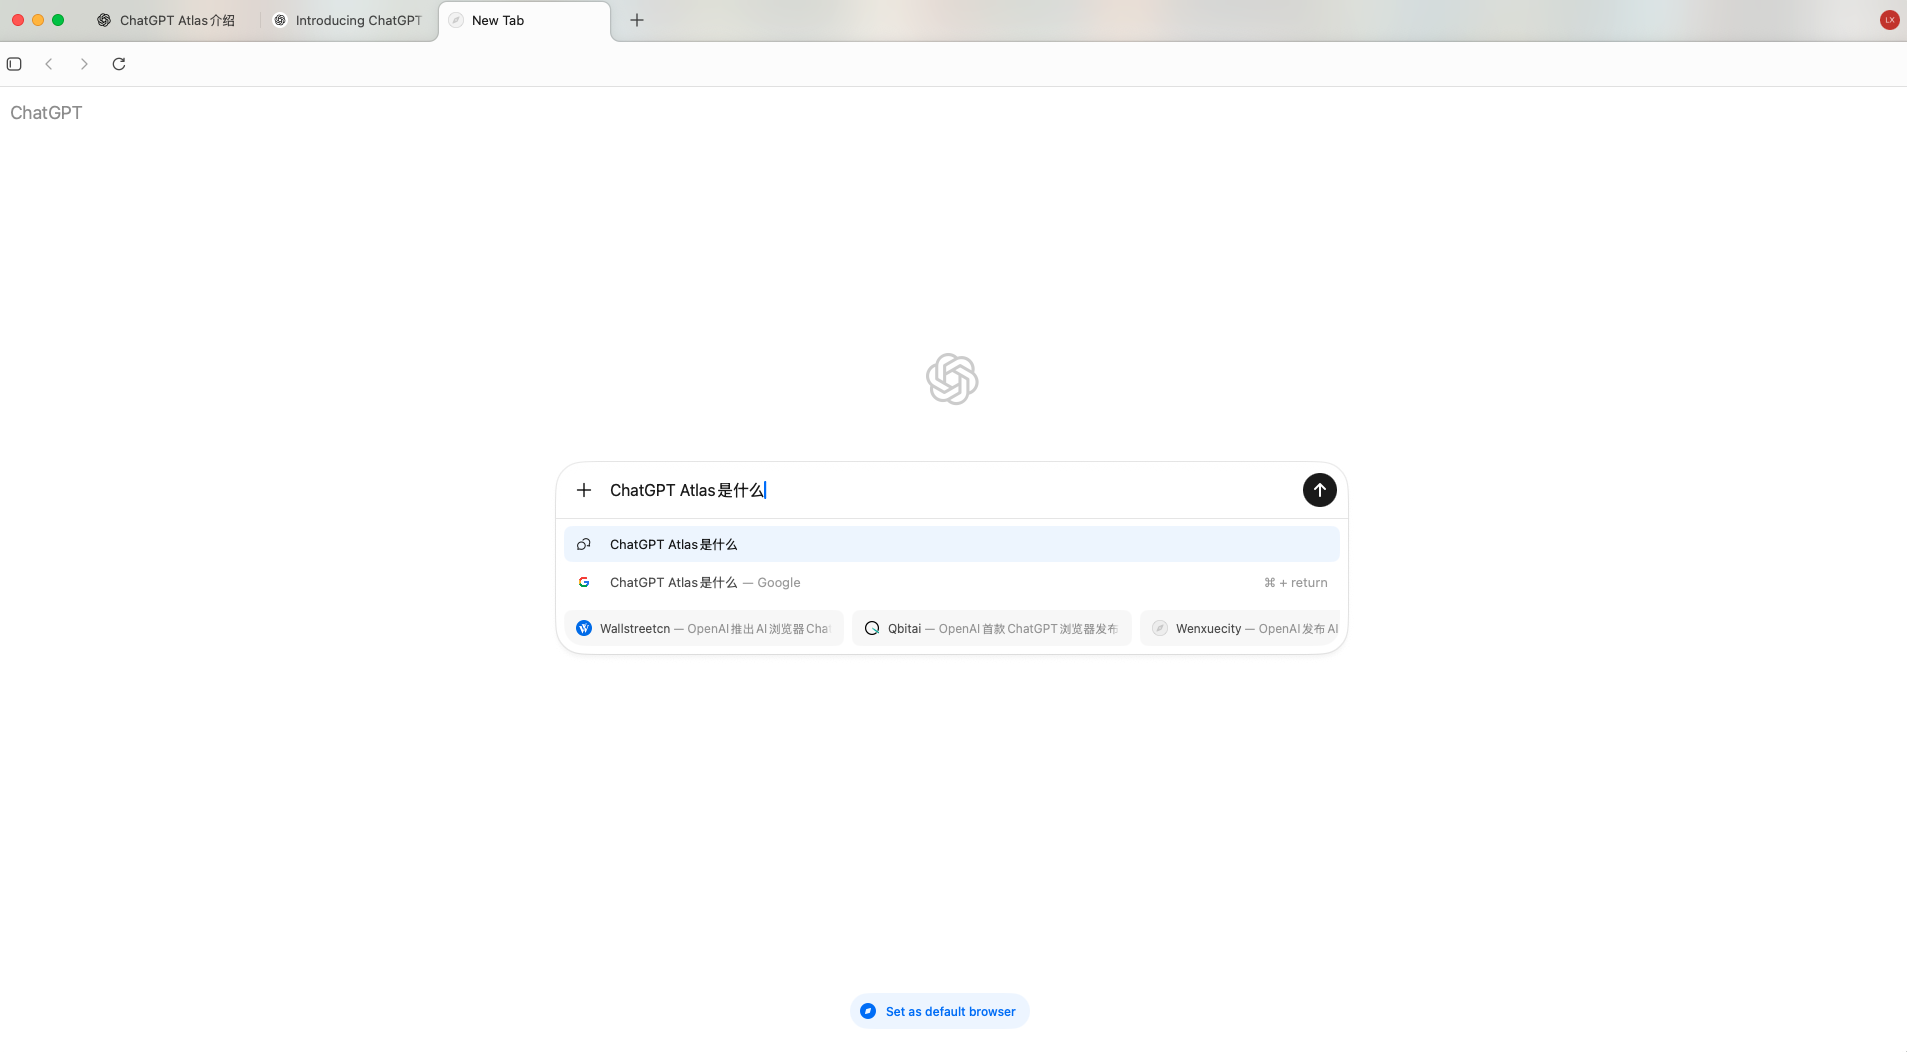 ChatGPT Atlas介绍
Introducing ChatGPT
New Tab
LX
ChatGPT
ChatGPT Atlas是什么
ChatGPT Atlas是什么
ChatGPT Atlas是什么 — Google
⌘ + return
Wallstreetcn — OpenAI推出AI浏览器Chat
Qbitai — OpenAI首款ChatGPT浏览器发布
Wenxuecity — OpenAI发布AI
Set as default browser